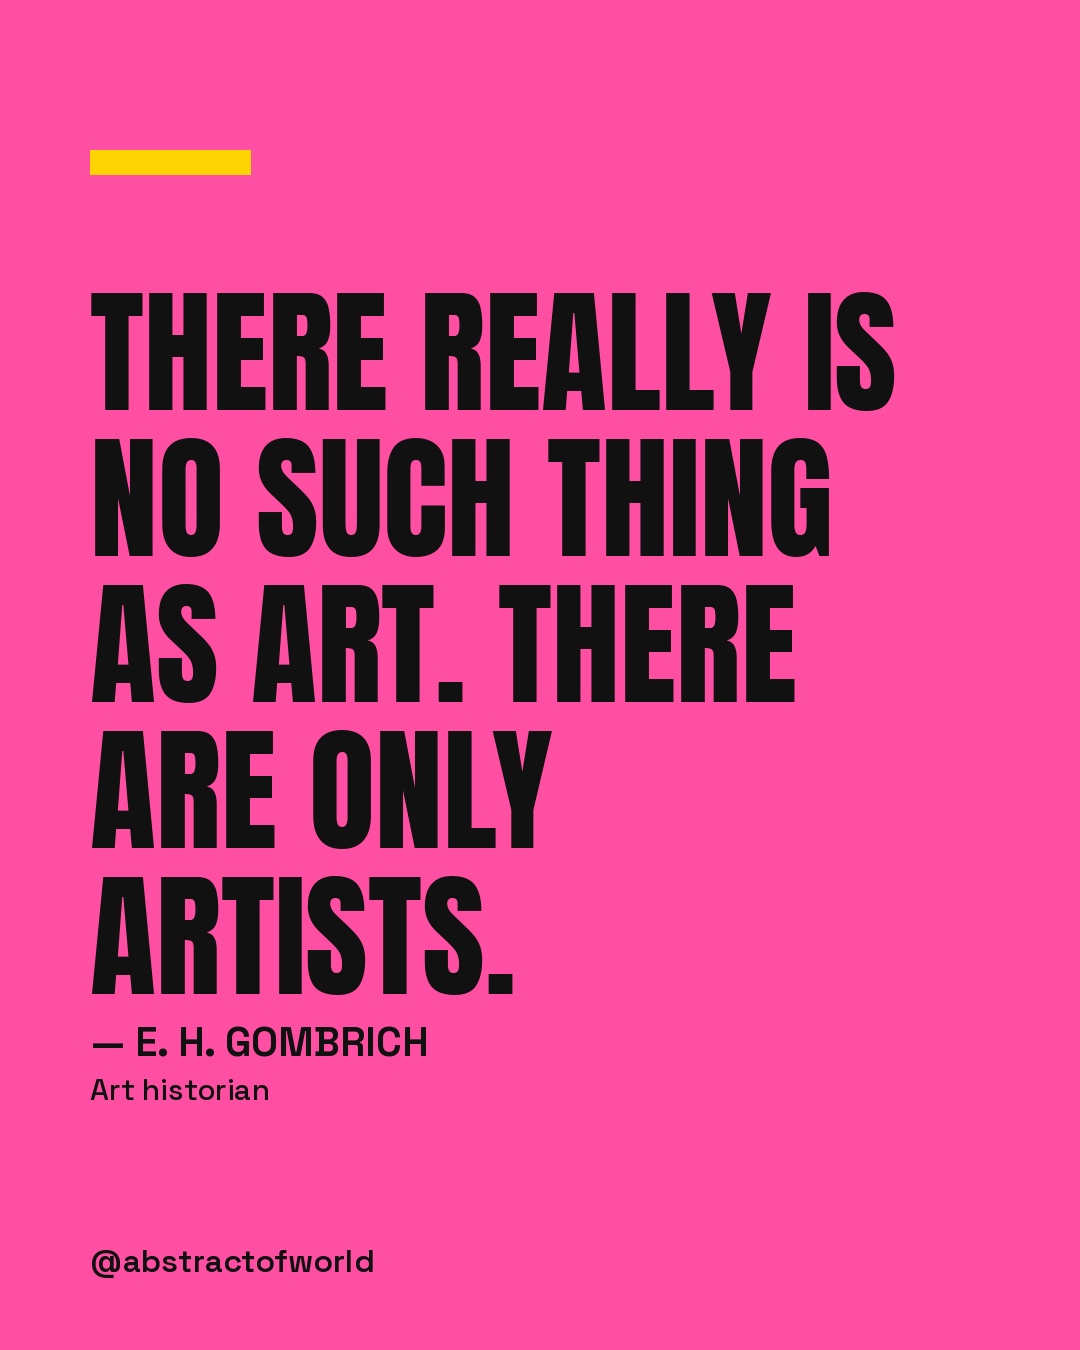 THERE REALLY IS
NO SUCH THING
AS ART. THERE
ARE ONLY
ARTISTS.
— E. H. GOMBRICH
Art historian
@abstractofworld